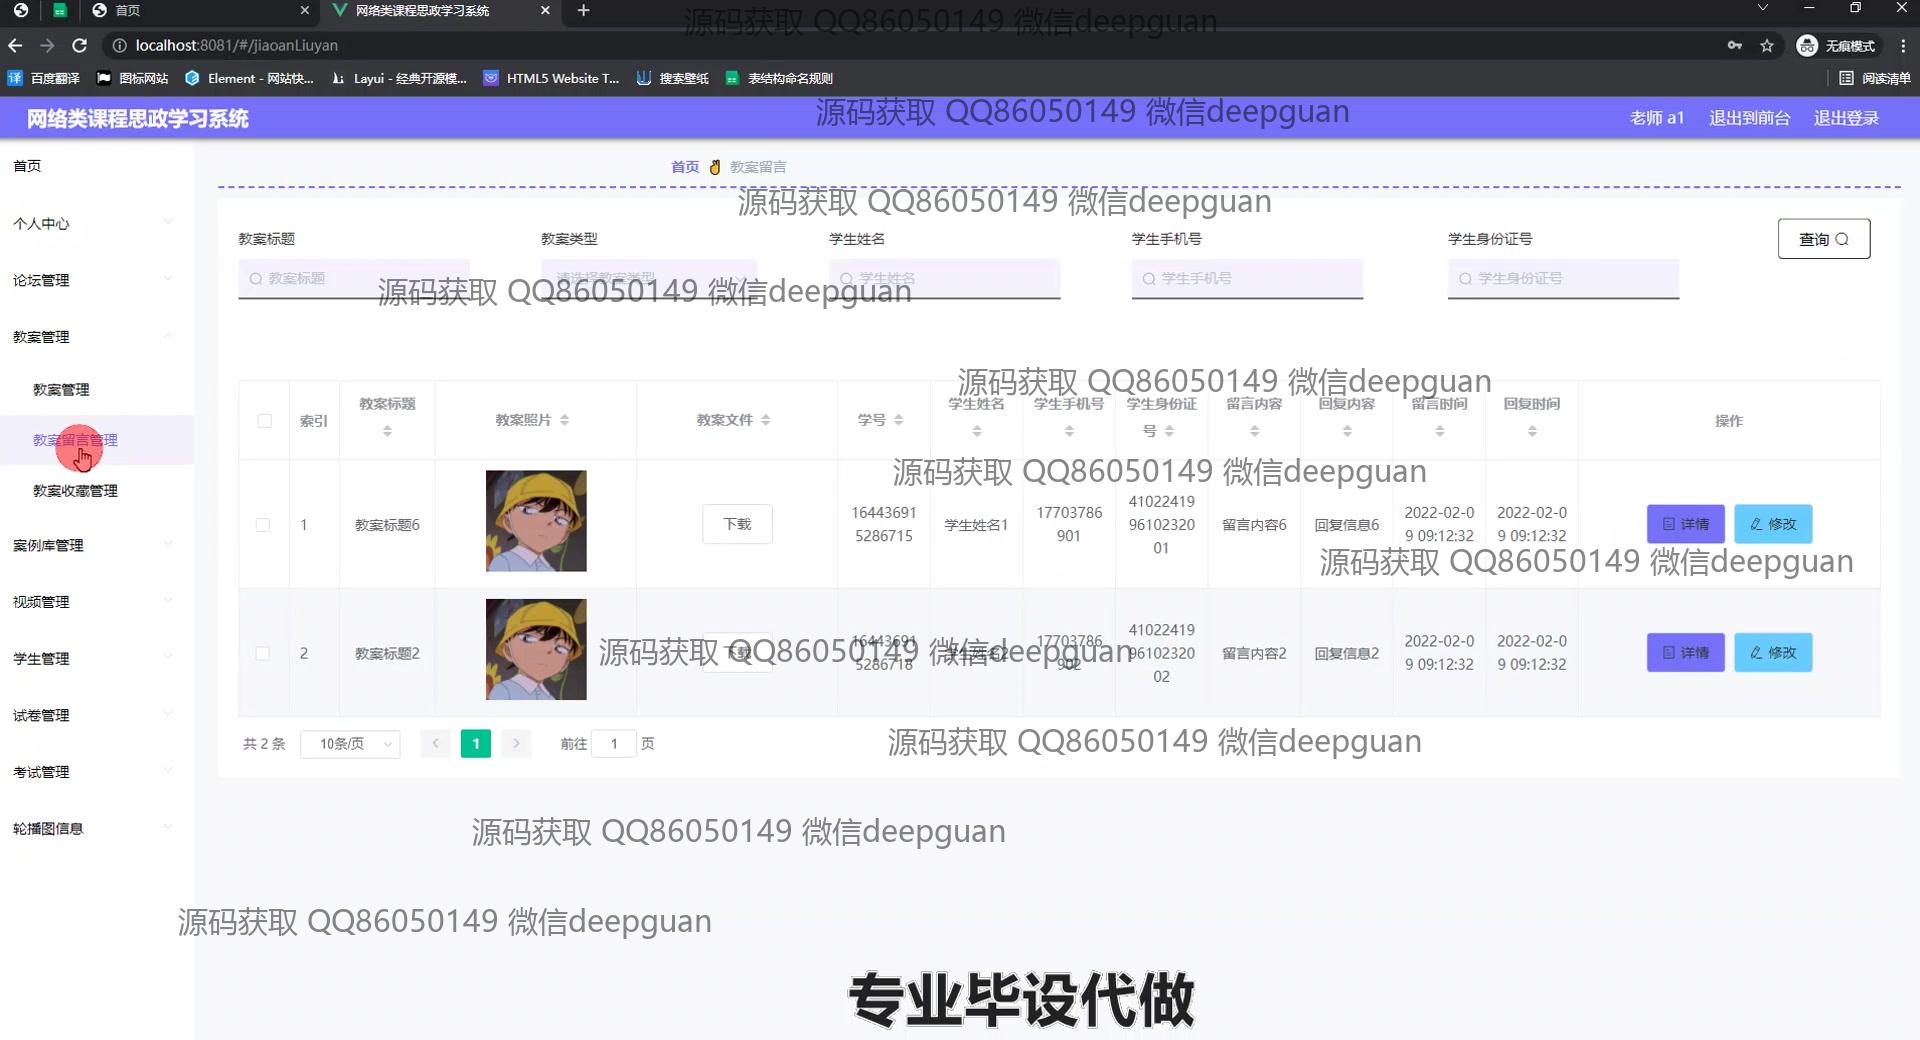 首页
网络类课程思政学习系统
源码获取 QQ86050149 微信deepguan
localhost:8081/#/jiaoanLiuyan
无痕模式
百度翻译 图标网站 Element - 网站快... Layui - 经典开源模... HTML5 Website T... 搜索壁纸 表结构命名规则 阅读清单
网络类课程思政学习系统
源码获取 QQ86050149 微信deepguan
老师 a1 退出到前台 退出登录
首页
首页 教案留言
源码获取 QQ86050149 微信deepguan
个人中心
论坛管理
教案管理
教案管理
教案留言管理
教案收藏管理
案例库管理
视频管理
学生管理
试卷管理
考试管理
轮播图信息
教案标题 教案类型 学生姓名 学生手机号 学生身份证号
查询
教案标题 请选择教案类型 学生姓名 学生手机号 学生身份证号
源码获取 QQ86050149 微信deepguan
源码获取 QQ86050149 微信deepguan
索引 教案标题 教案照片 教案文件 学号 学生姓名 学生手机号 学生身份证号 留言内容 回复内容 留言时间 回复时间 操作
源码获取 QQ86050149 微信deepguan
1 教案标题6 下载 164436915286715 学生姓名1 17703786901 410224199610232001 留言内容6 回复信息6 2022-02-09 09:12:32 2022-02-09 09:12:32 详情 修改
源码获取 QQ86050149 微信deepguan
2 教案标题2 下载 164436915286718 学生姓名2 17703786902 410224199610232002 留言内容2 回复信息2 2022-02-09 09:12:32 2022-02-09 09:12:32 详情 修改
源码获取 QQ86050149 微信deepguan
共 2 条 10条/页 1 前往 1 页
源码获取 QQ86050149 微信deepguan
源码获取 QQ86050149 微信deepguan
源码获取 QQ86050149 微信deepguan
专业毕设代做